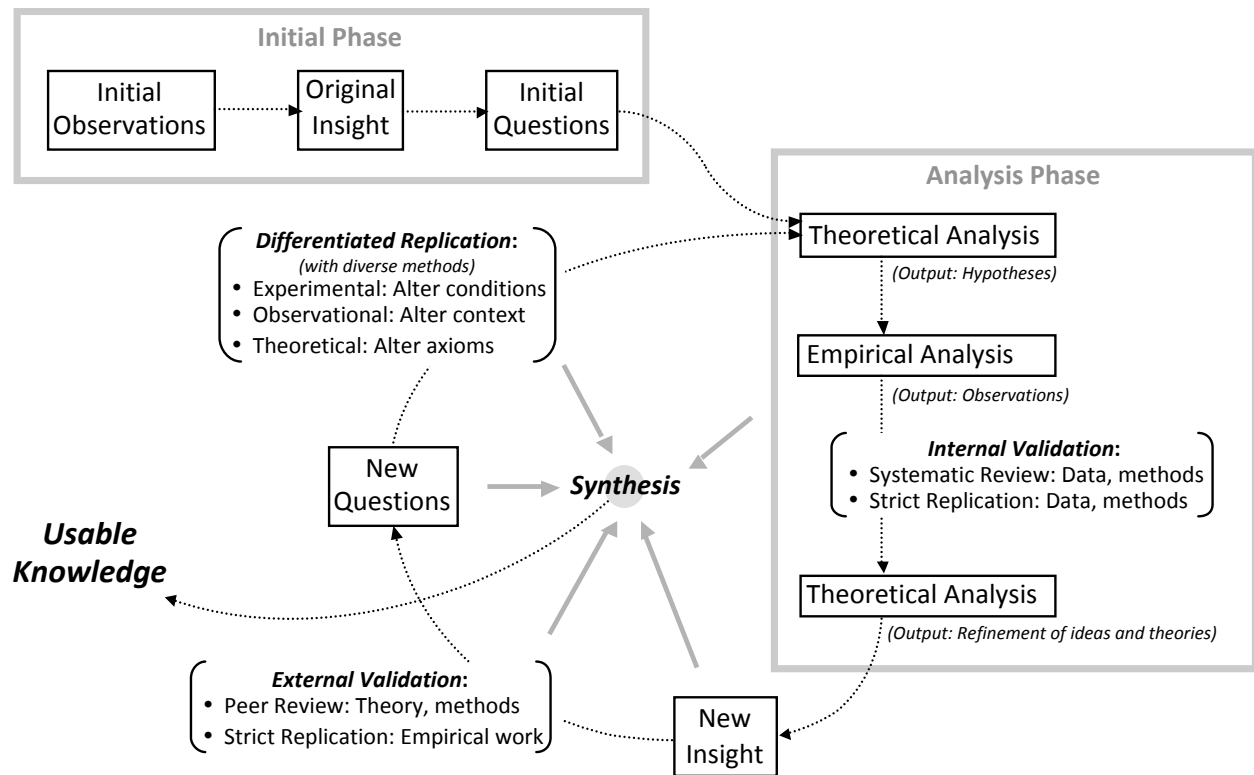 Initial Phase
Initial
Observations
Original
Insight
Initial
Questions
Analysis Phase
Theoretical Analysis
(Output: Hypotheses)
Empirical Analysis
(Output: Observations)
Internal Validation:
• Systematic Review: Data, methods
• Strict Replication: Data, methods
Theoretical Analysis
(Output: Refinement of ideas and theories)
New
Insight
External Validation:
• Peer Review: Theory, methods
• Strict Replication: Empirical work
New
Questions
Differentiated Replication:
(with diverse methods)
• Experimental: Alter conditions
• Observational: Alter context
• Theoretical: Alter axioms
Synthesis
Usable
Knowledge